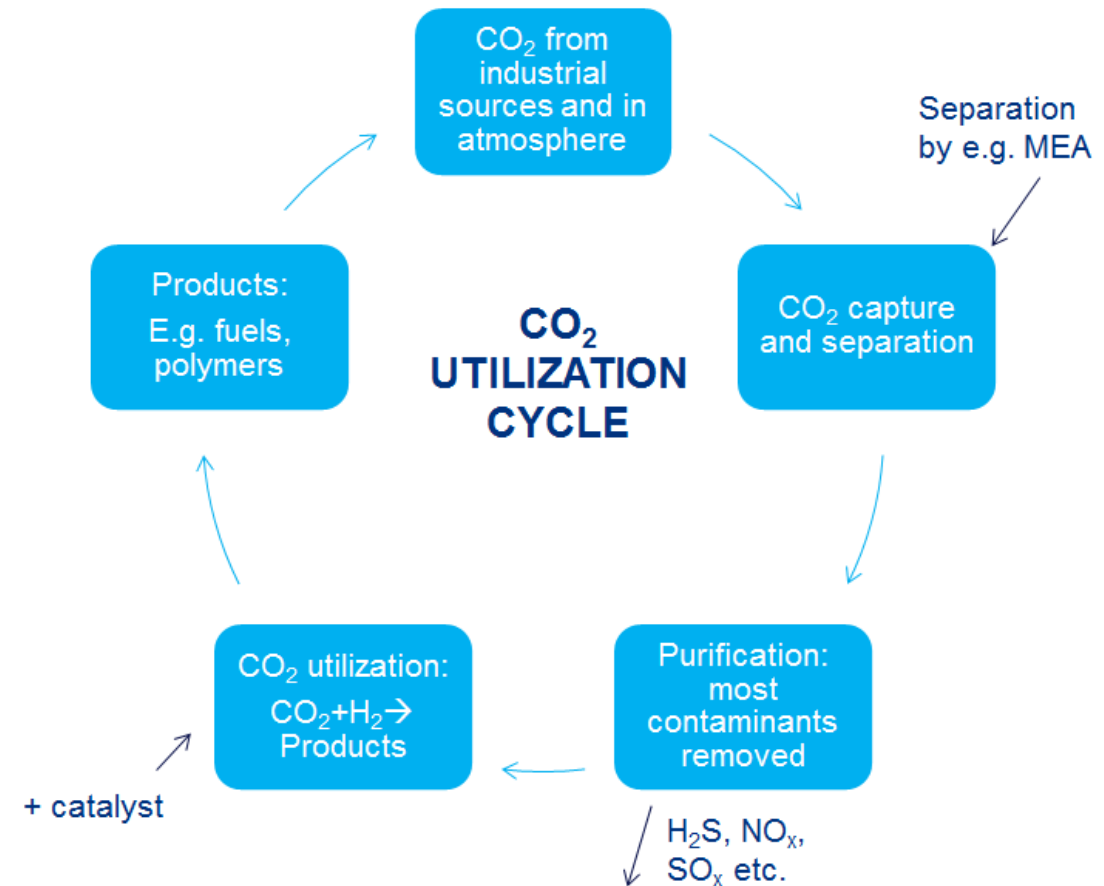 CO₂ from
industrial
sources and in
atmosphere
Separation
by e.g. MEA
CO₂ capture
and separation
Purification:
most
contaminants
removed
H₂S, NOₓ,
SOₓ etc.
CO₂ utilization:
CO₂+H₂→
Products
+ catalyst
Products:
E.g. fuels,
polymers
CO₂
UTILIZATION
CYCLE